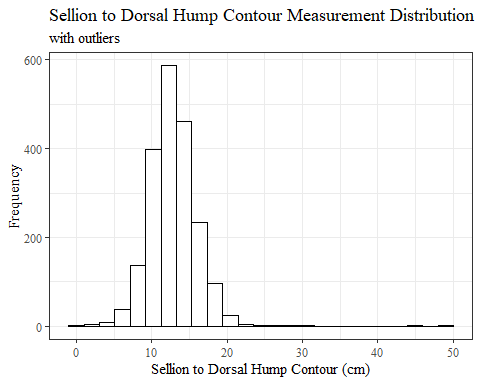 Sellion to Dorsal Hump Contour Measurement Distribution
with outliers
600
400
200
0
Frequency
0 10 20 30 40 50
Sellion to Dorsal Hump Contour (cm)